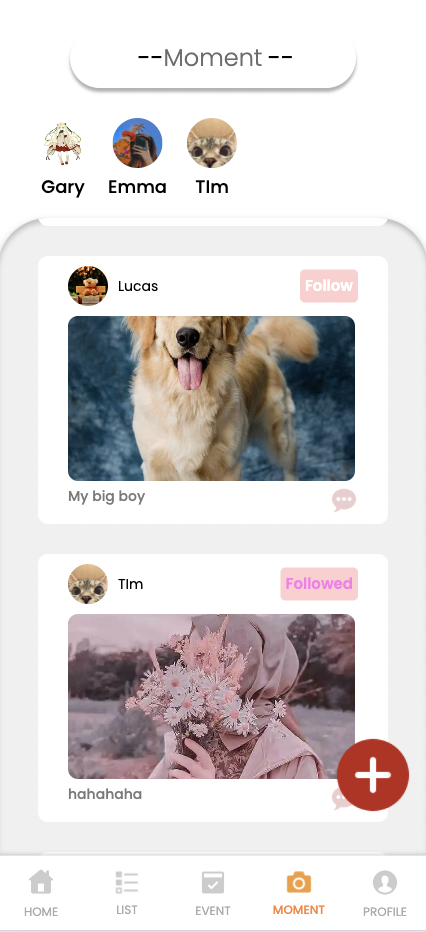 --Moment --
Gary Emma TIm
Lucas Follow
My big boy
TIm Followed
hahahaha
HOME LIST EVENT MOMENT PROFILE